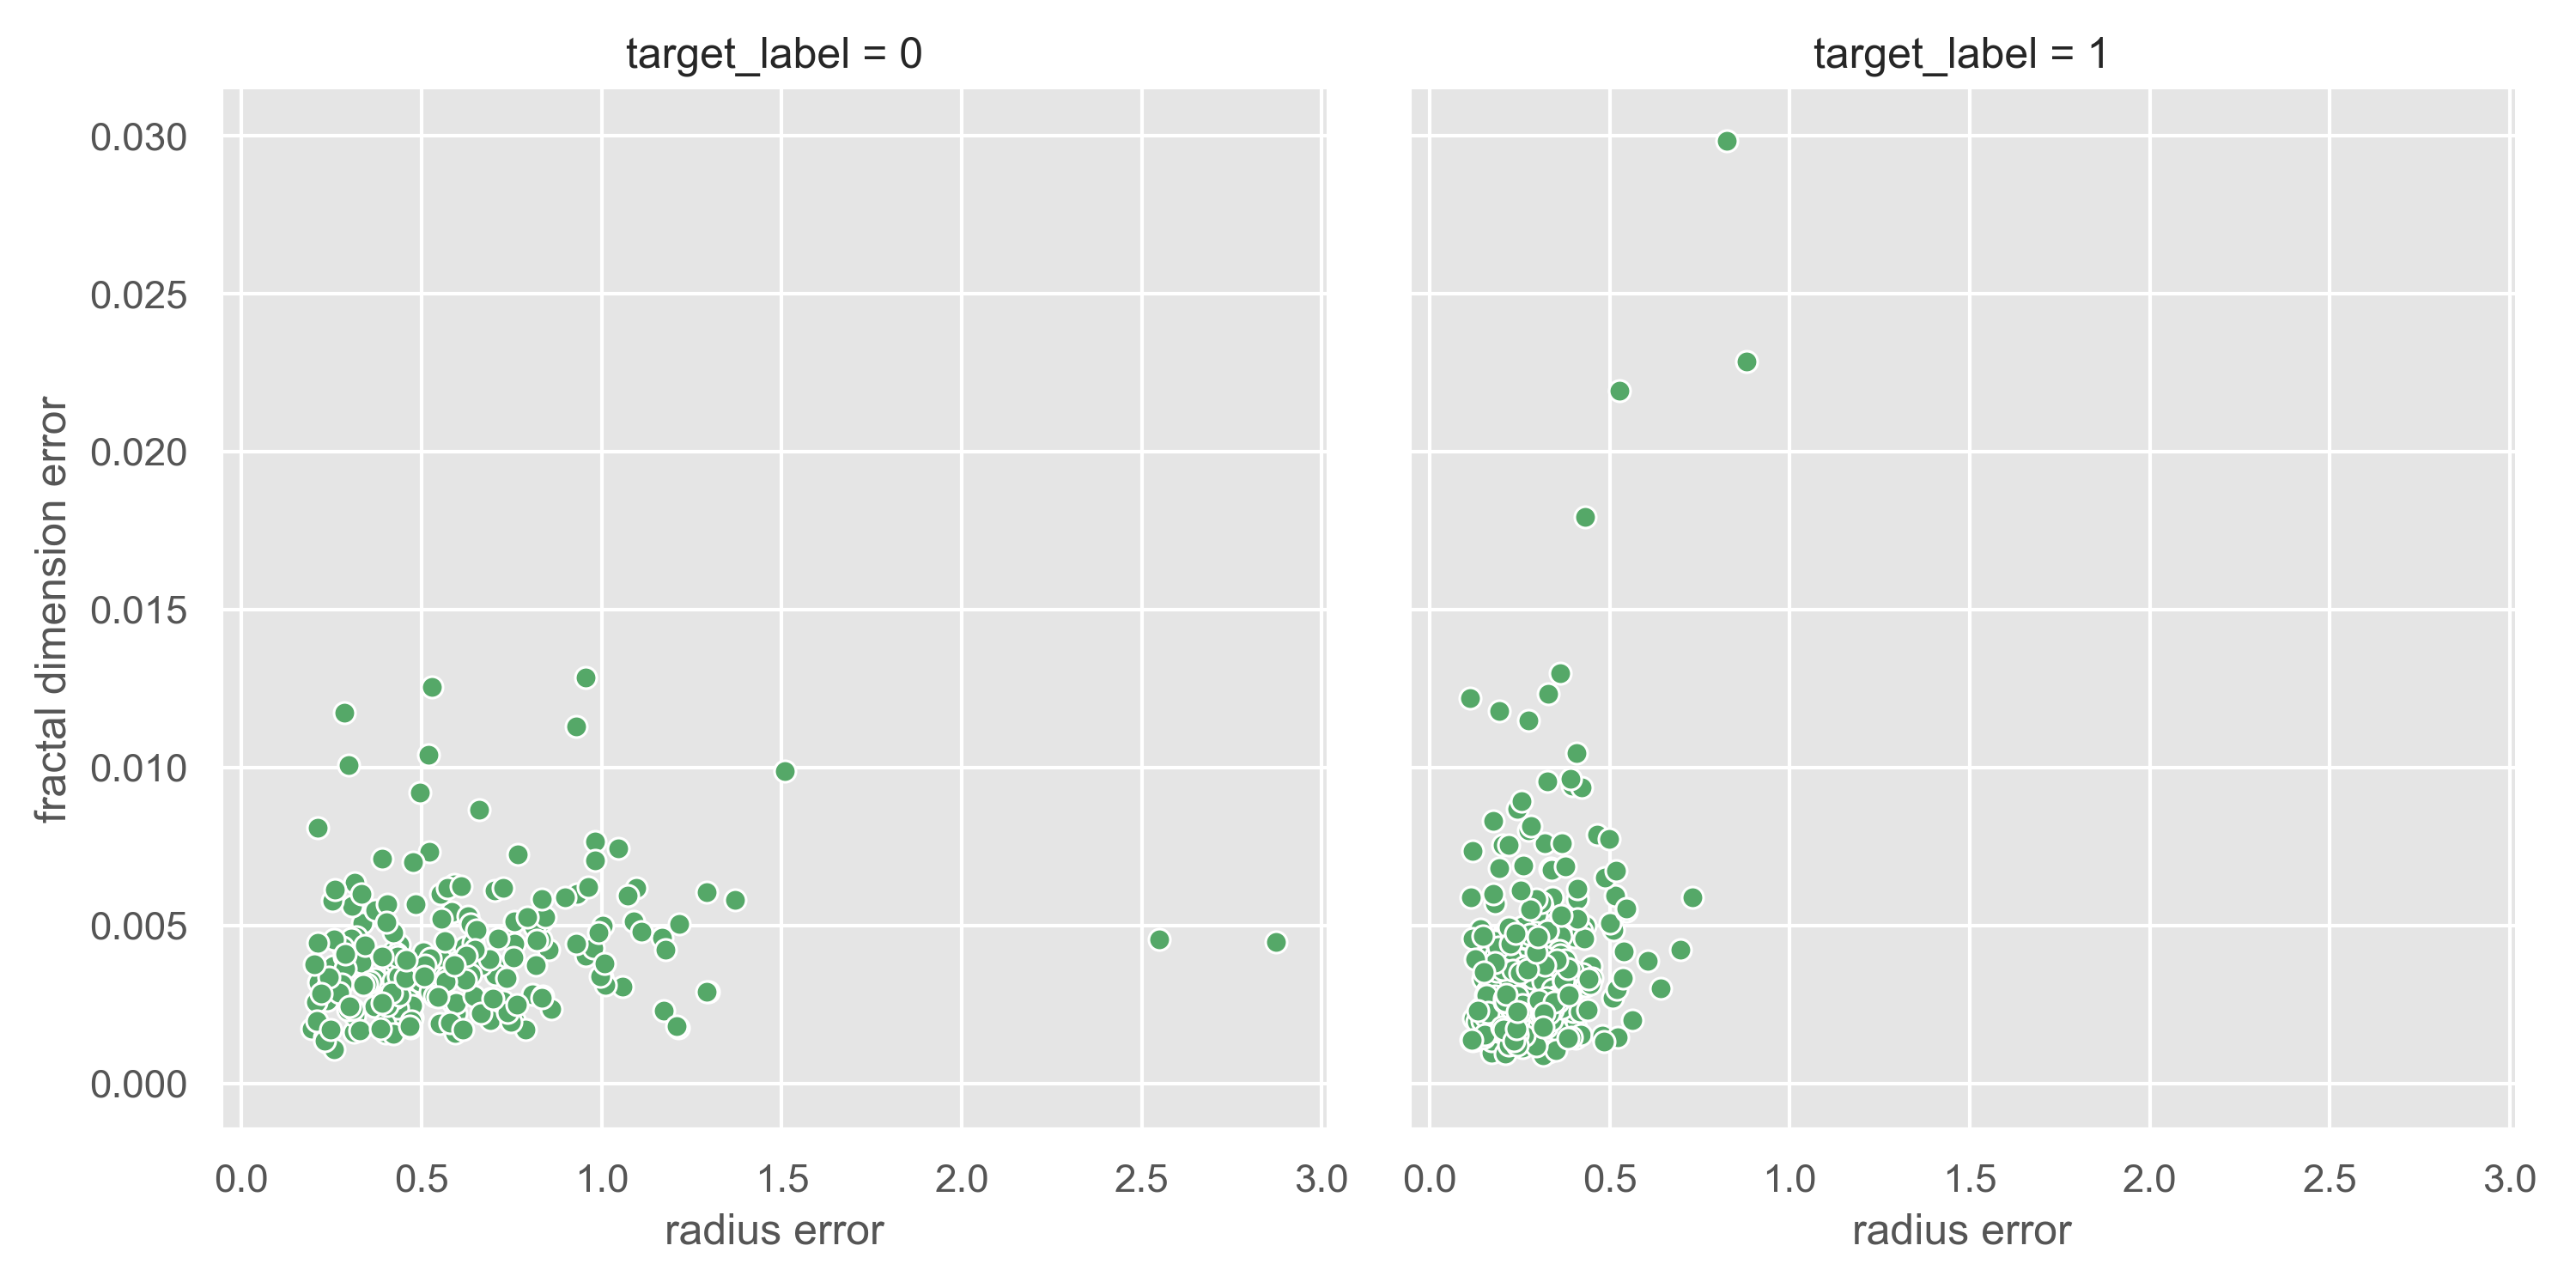 target_label = 0
target_label = 1
0.030
0.025
0.020
0.015
0.010
0.005
0.000
fractal dimension error
0.0 0.5 1.0 1.5 2.0 2.5 3.0
0.0 0.5 1.0 1.5 2.0 2.5 3.0
radius error
radius error